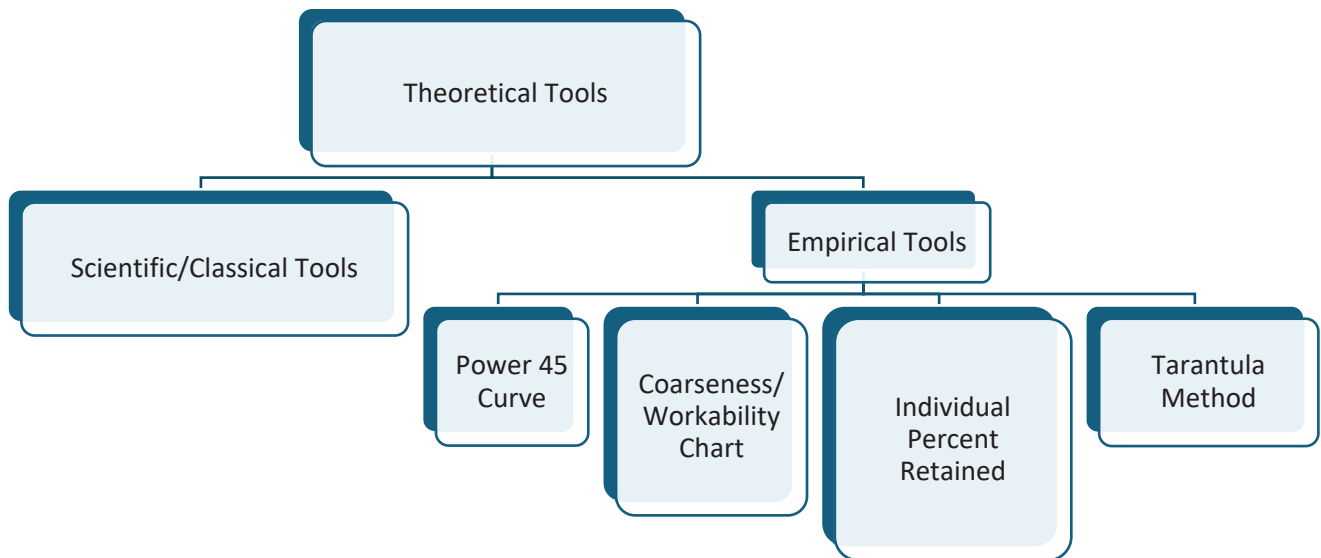 Theoretical Tools
Scientific/Classical Tools
Empirical Tools
Power 45
Curve
Coarseness/
Workability
Chart
Individual
Percent
Retained
Tarantula
Method